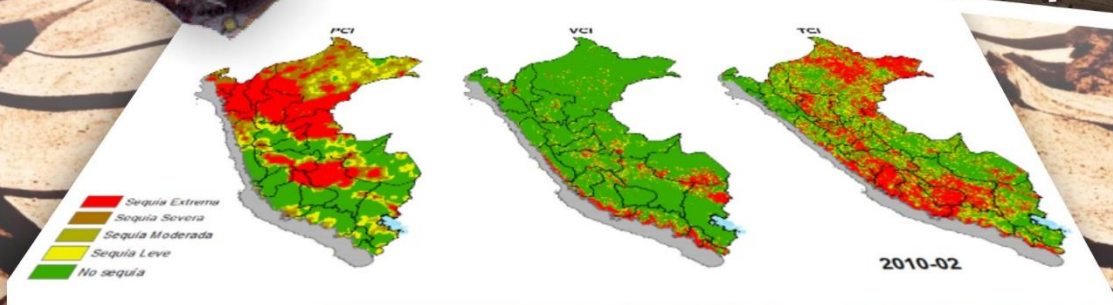 PCI
VCI
TCI
Sequía Extrema
Sequía Severa
Sequía Moderada
Sequía Leve
No sequía
2010-02